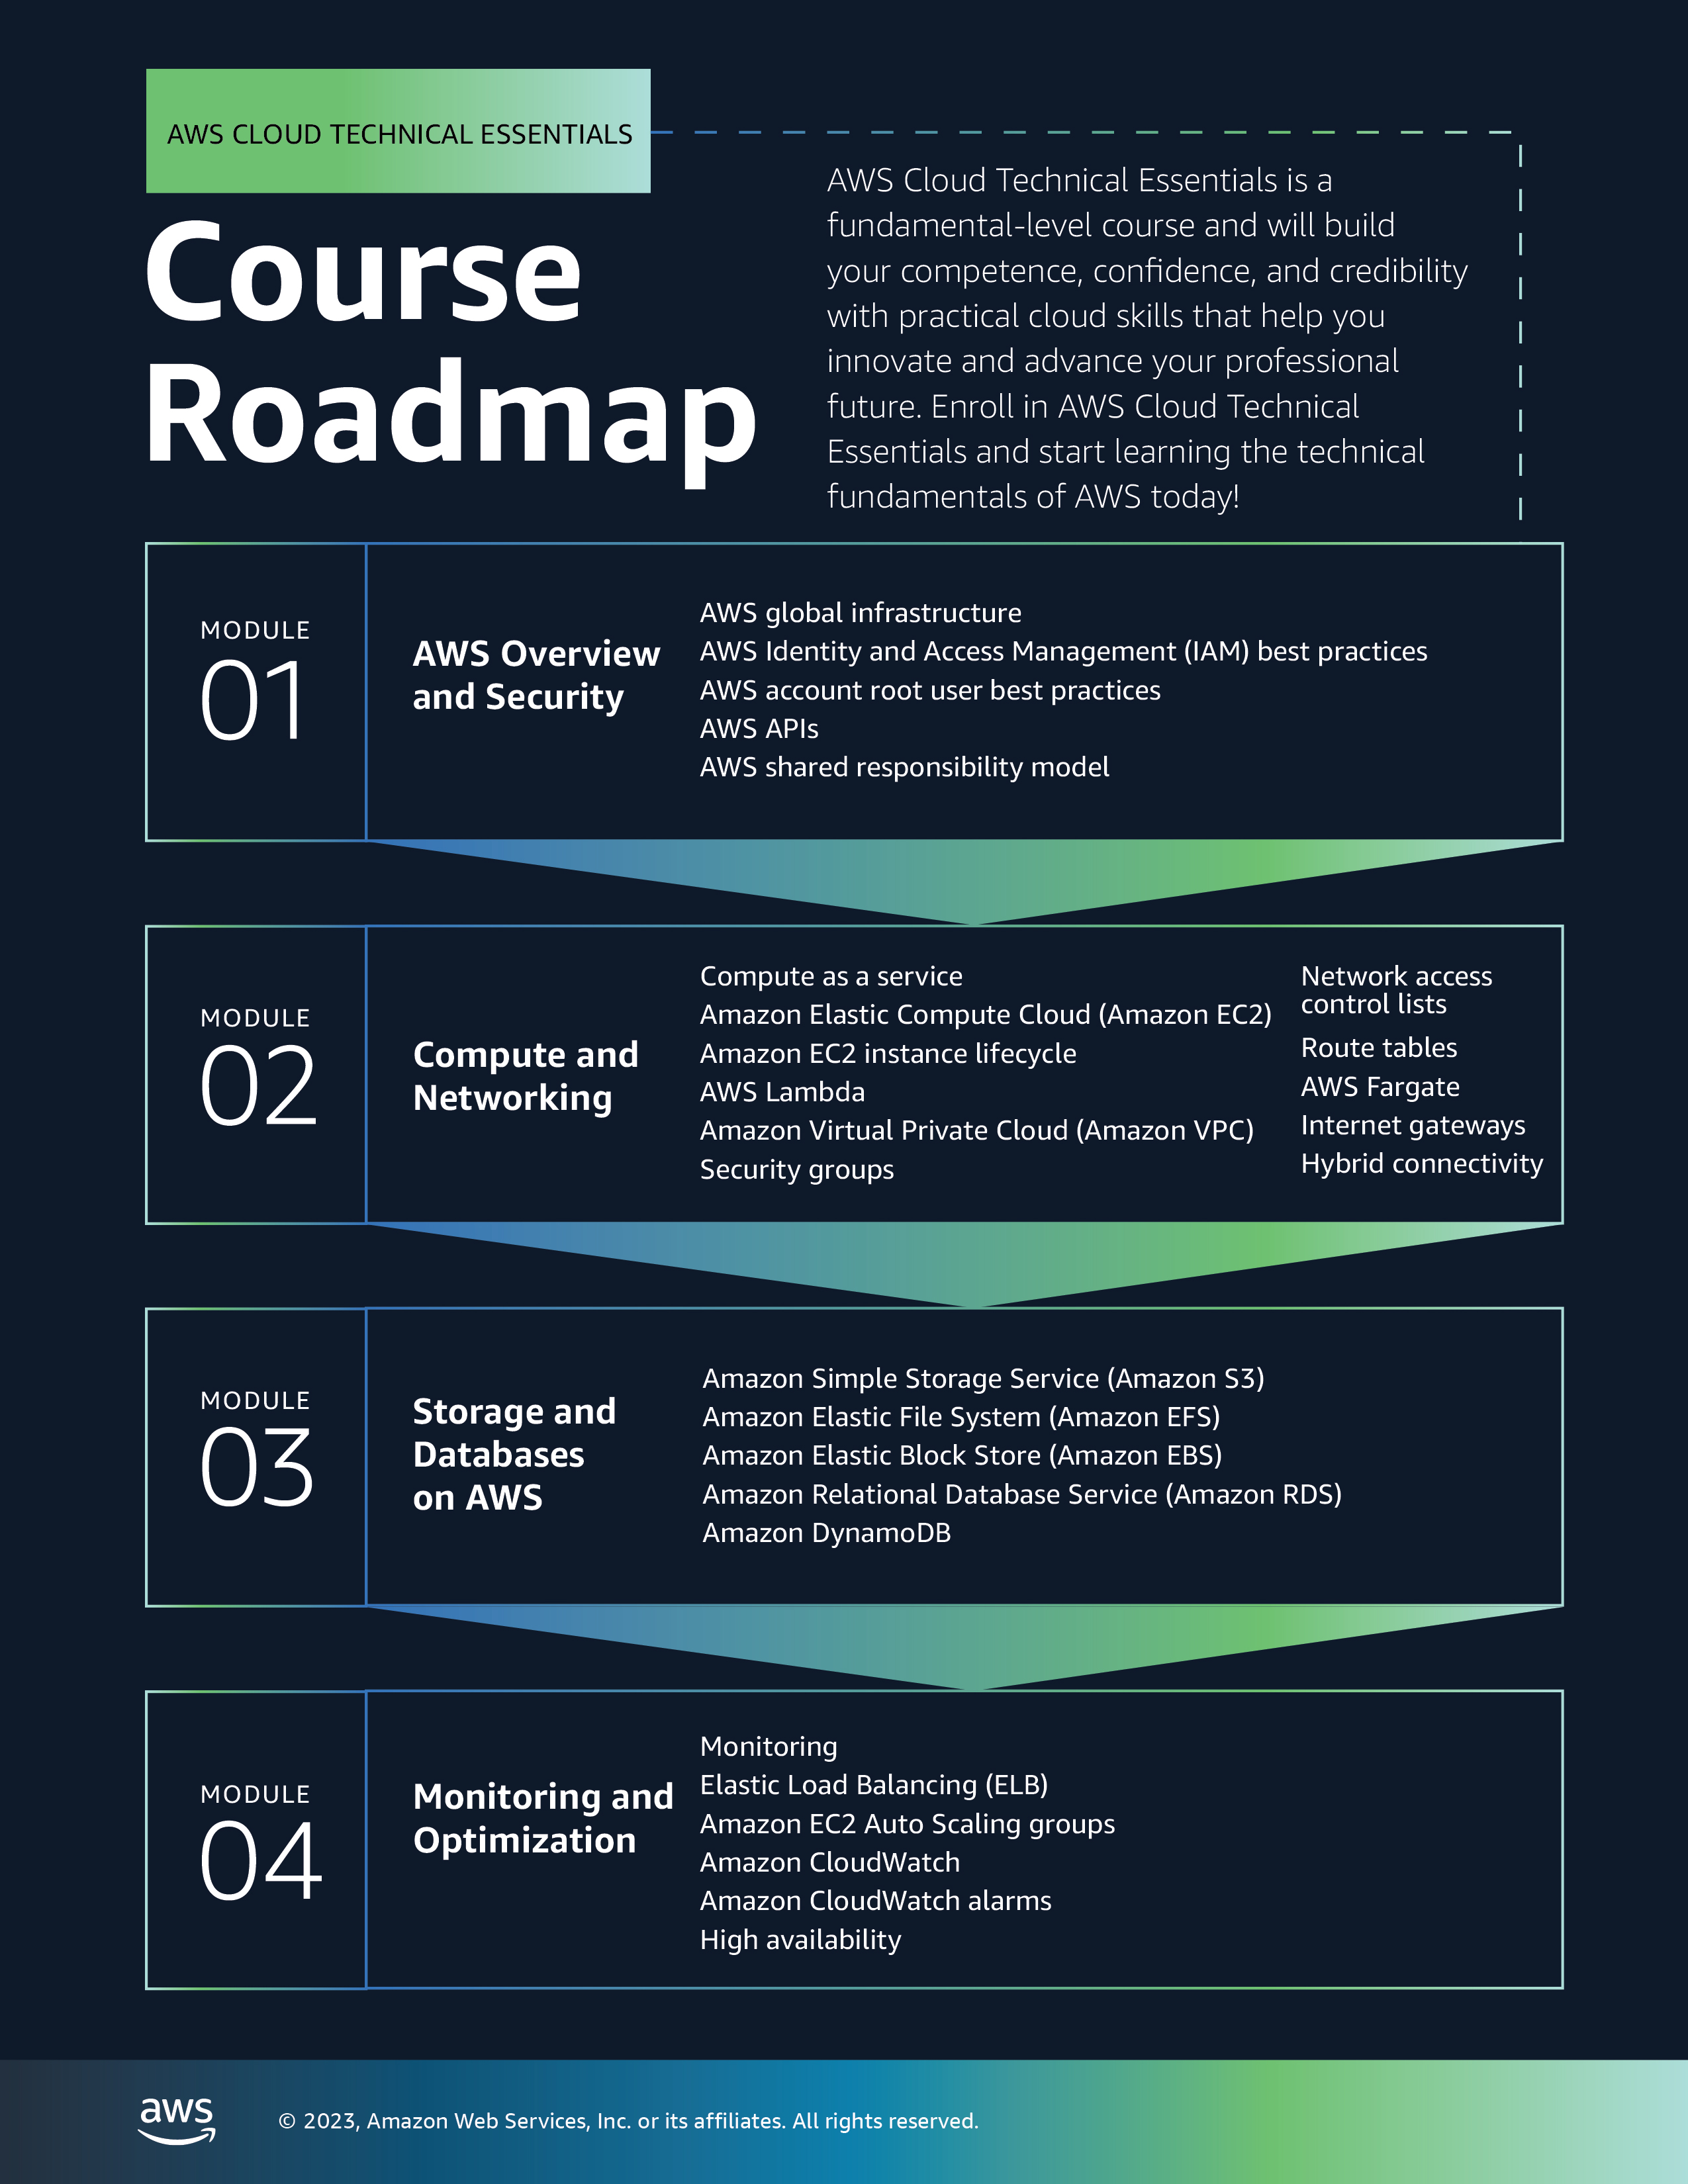 AWS CLOUD TECHNICAL ESSENTIALS
Course
Roadmap
AWS Cloud Technical Essentials is a
fundamental-level course and will build
your competence, confidence, and credibility
with practical cloud skills that help you
innovate and advance your professional
future. Enroll in AWS Cloud Technical
Essentials and start learning the technical
fundamentals of AWS today!
MODULE
01
AWS Overview
and Security
AWS global infrastructure
AWS Identity and Access Management (IAM) best practices
AWS account root user best practices
AWS APIs
AWS shared responsibility model
MODULE
02
Compute and
Networking
Compute as a service
Amazon Elastic Compute Cloud (Amazon EC2)
Amazon EC2 instance lifecycle
AWS Lambda
Amazon Virtual Private Cloud (Amazon VPC)
Security groups
Network access
control lists
Route tables
AWS Fargate
Internet gateways
Hybrid connectivity
MODULE
03
Storage and
Databases
on AWS
Amazon Simple Storage Service (Amazon S3)
Amazon Elastic File System (Amazon EFS)
Amazon Elastic Block Store (Amazon EBS)
Amazon Relational Database Service (Amazon RDS)
Amazon DynamoDB
MODULE
04
Monitoring and
Optimization
Monitoring
Elastic Load Balancing (ELB)
Amazon EC2 Auto Scaling groups
Amazon CloudWatch
Amazon CloudWatch alarms
High availability
aws
© 2023, Amazon Web Services, Inc. or its affiliates. All rights reserved.